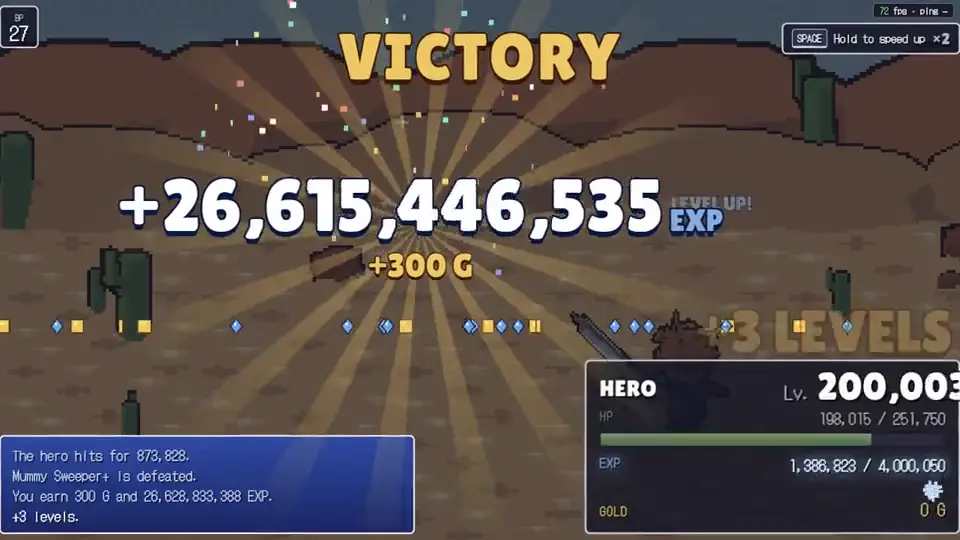 BP
27
72 fps · ping —
SPACE Hold to speed up ×2
VICTORY
+26,615,446,535 EXP
LEVEL UP!
+300 G
+3 LEVELS
HERO Lv. 200,003
HP 198,015 / 251,750
EXP 1,386,823 / 4,000,050
GOLD 0 G
The hero hits for 873,828.
Mummy Sweeper+ is defeated.
You earn 300 G and 26,628,833,388 EXP.
+3 levels.